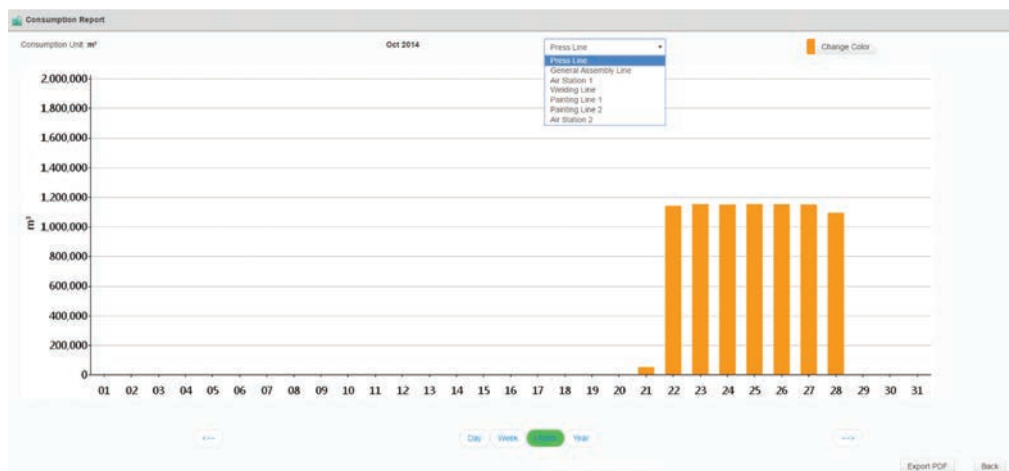 Consumption Report
Consumption Unit: m³ Oct 2014 Press Line Change Color
Press Line
General Assembly Line
Air Station 1
Welding Line
Painting Line 1
Painting Line 2
Air Station 2
2,000,000
1,800,000
1,600,000
1,400,000
1,200,000
1,000,000
800,000
600,000
400,000
200,000
0
m³
01 02 03 04 05 06 07 08 09 10 11 12 13 14 15 16 17 18 19 20 21 22 23 24 25 26 27 28 29 30 31
<--- Day Week Year --->
Export PDF Back